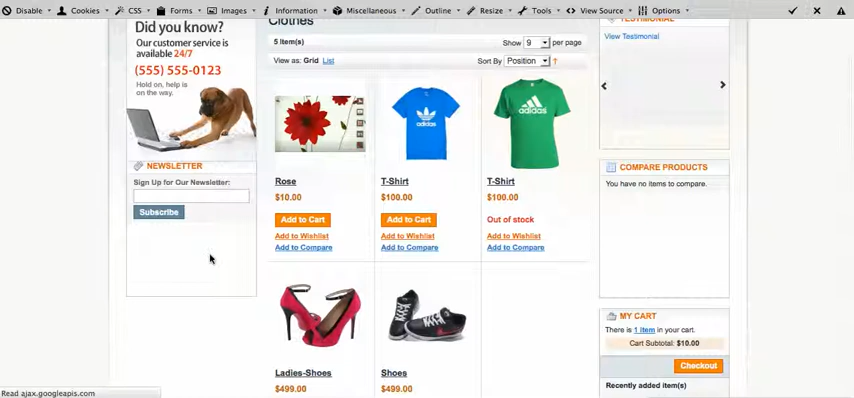 Disable Cookies CSS Forms Images Information Miscellaneous Outline Resize Tools View Source Options
Did you know?
Our customer service is
available 24/7
(555) 555-0123
Hold on, help is
on the way.
NEWSLETTER
Sign Up for Our Newsletter:
Subscribe
Clothes
5 Item(s)
Show 9 per page
View as: Grid List
Sort By Position
adidas
adidas
Rose
$10.00
Add to Cart
Add to Wishlist
Add to Compare
T-Shirt
$100.00
Add to Cart
Add to Wishlist
Add to Compare
T-Shirt
$100.00
Out of stock
Add to Wishlist
Add to Compare
Ladies-Shoes
$499.00
Shoes
$499.00
TESTIMONIAL
View Testimonial
COMPARE PRODUCTS
You have no items to compare.
MY CART
There is 1 item in your cart.
Cart Subtotal: $10.00
Checkout
Recently added item(s)
Read ajax.googleapis.com